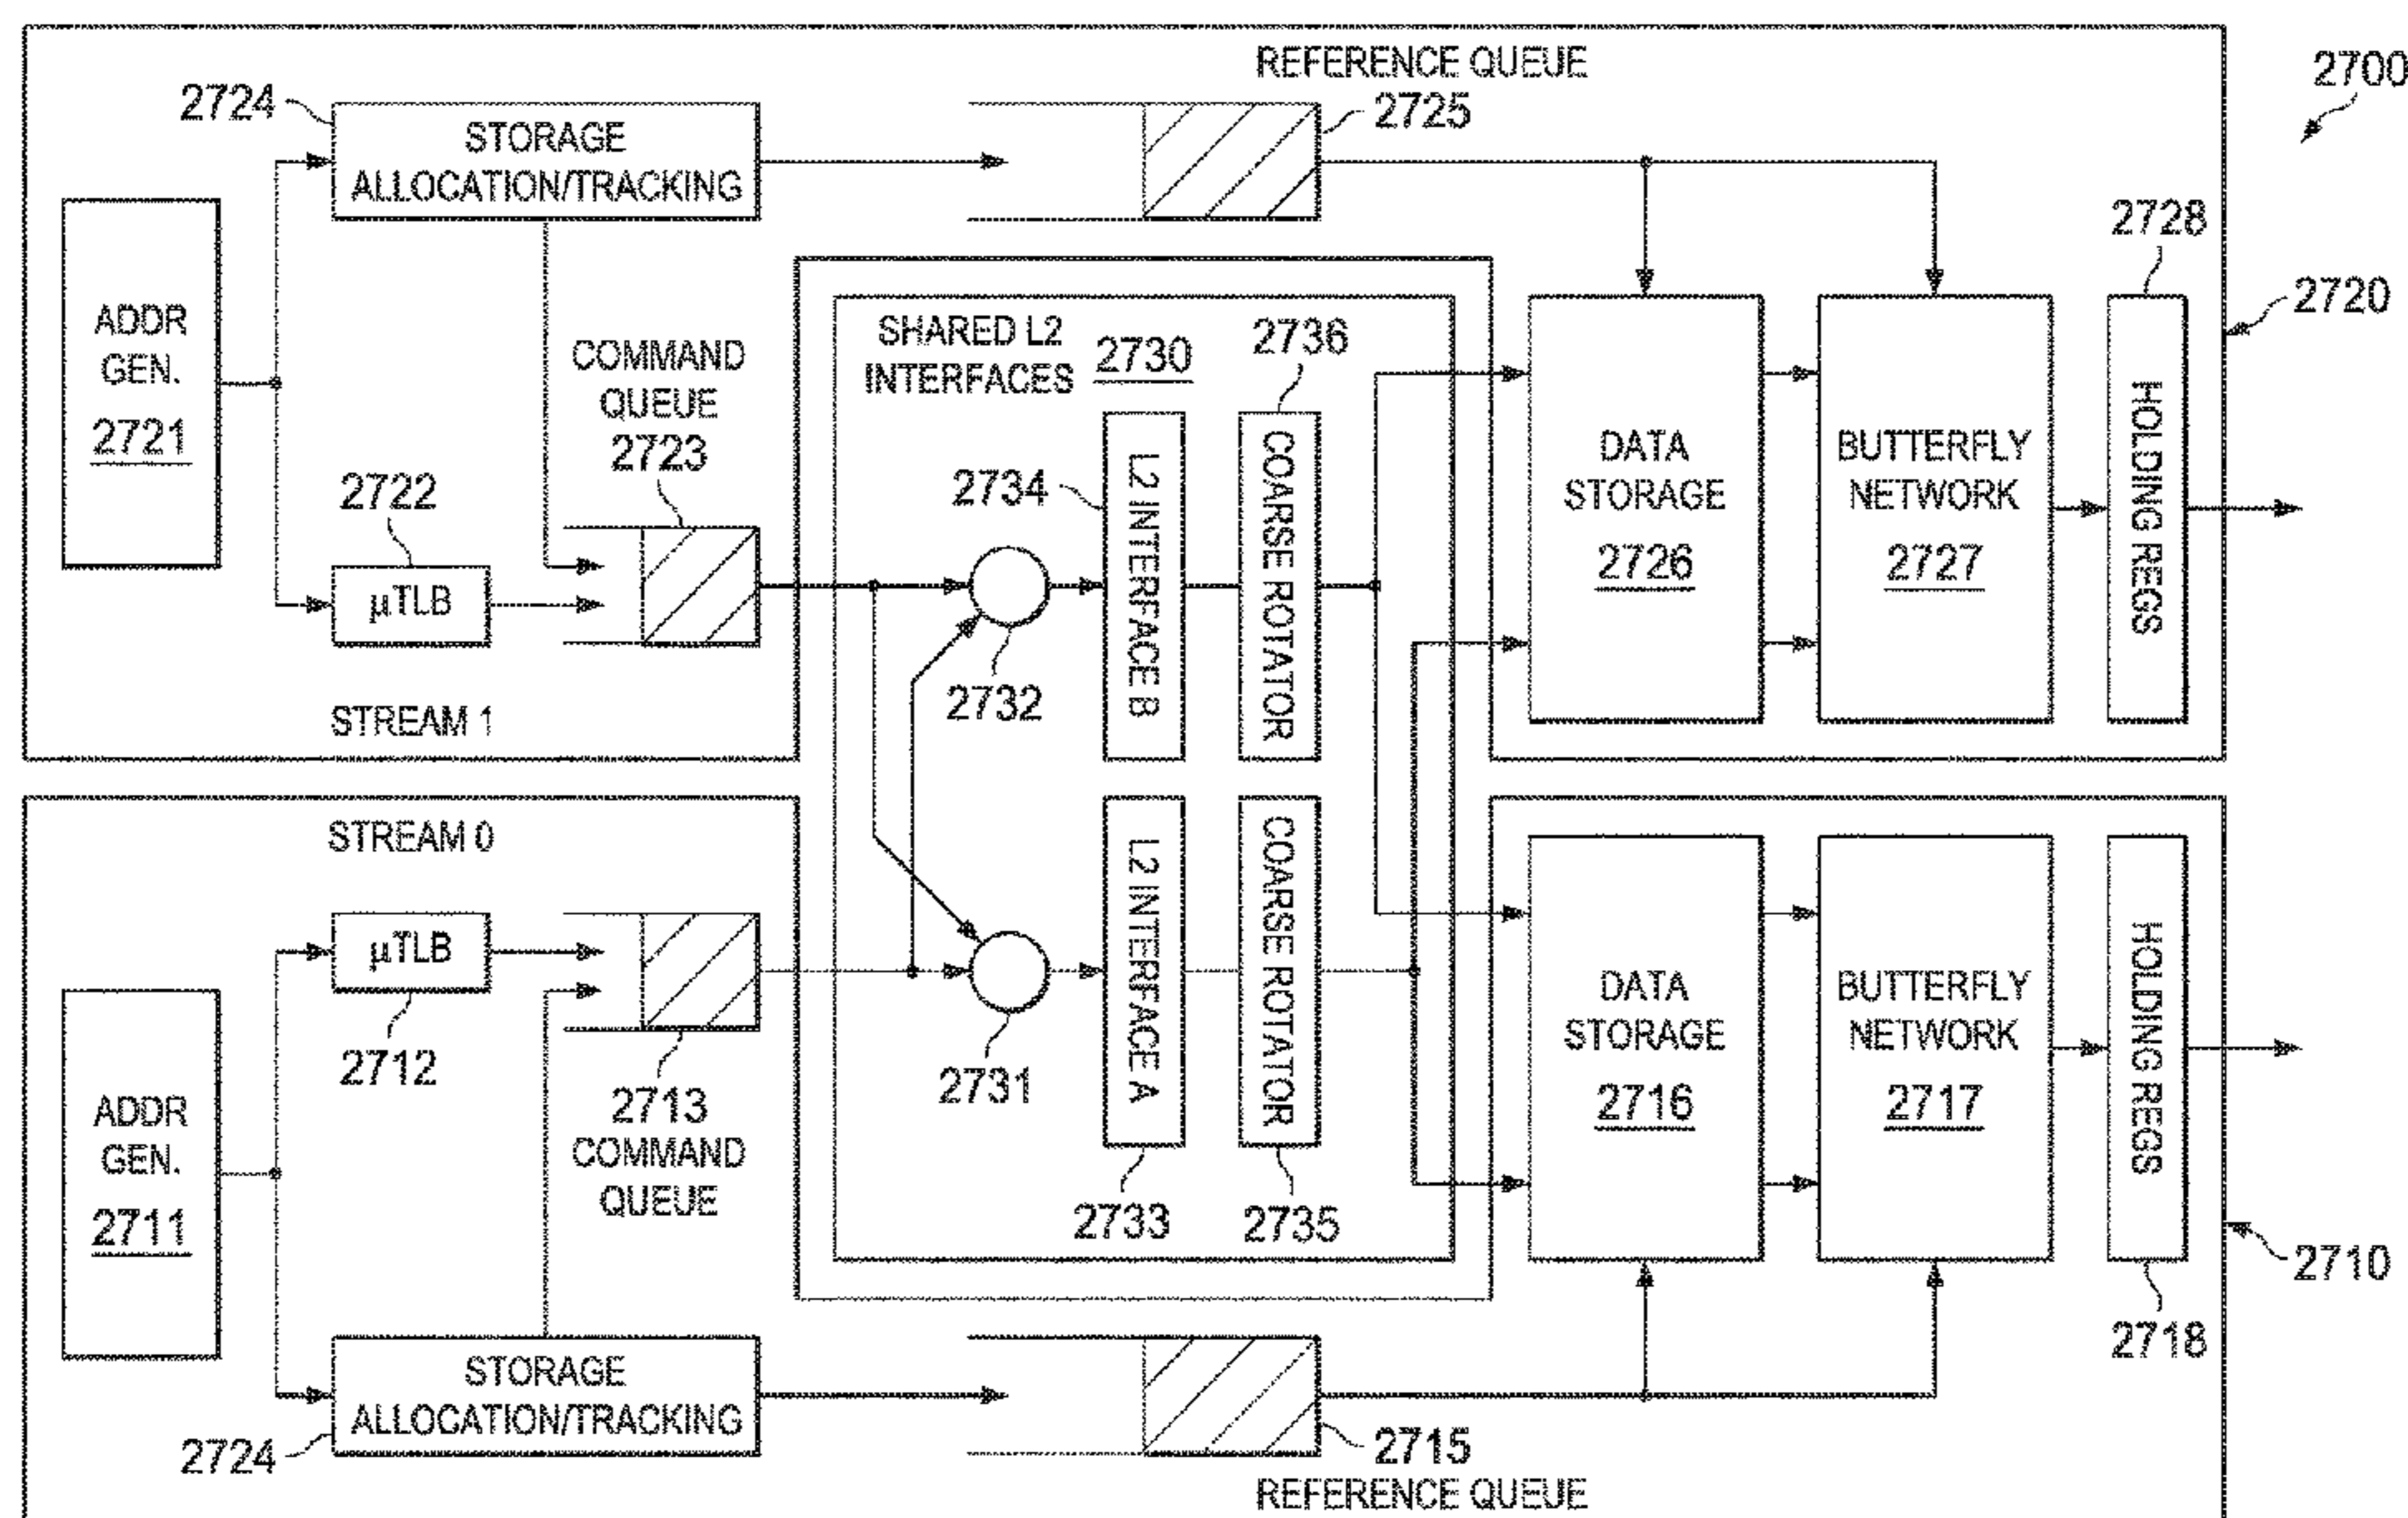 REFERENCE QUEUE
2725
2700
2724
STORAGE
ALLOCATION/TRACKING
2728
2720
ADDR
GEN.
2721
COMMAND
QUEUE
2723
2722
μTLB
STREAM 1
SHARED L2
INTERFACES
2730
2736
2734
L2 INTERFACE B
COARSE ROTATOR
2732
DATA
STORAGE
2726
BUTTERFLY
NETWORK
2727
HOLDING REGS
STREAM 0
μTLB
2712
2713
COMMAND
QUEUE
ADDR
GEN.
2711
2731
L2 INTERFACE A
COARSE ROTATOR
2733
2735
DATA
STORAGE
2716
BUTTERFLY
NETWORK
2717
HOLDING REGS
2710
2718
STORAGE
ALLOCATION/TRACKING
2724
2715
REFERENCE QUEUE